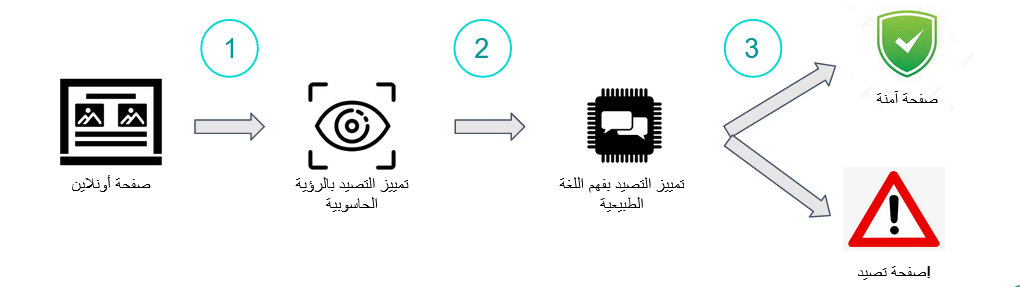 1
2
3
صفحة آمنة
صفحة أونلاين
تمييز التصيد بالرؤية
الحاسوبية
تمييز التصيد بفهم اللغة
الطبيعية
صفحة تصيد!